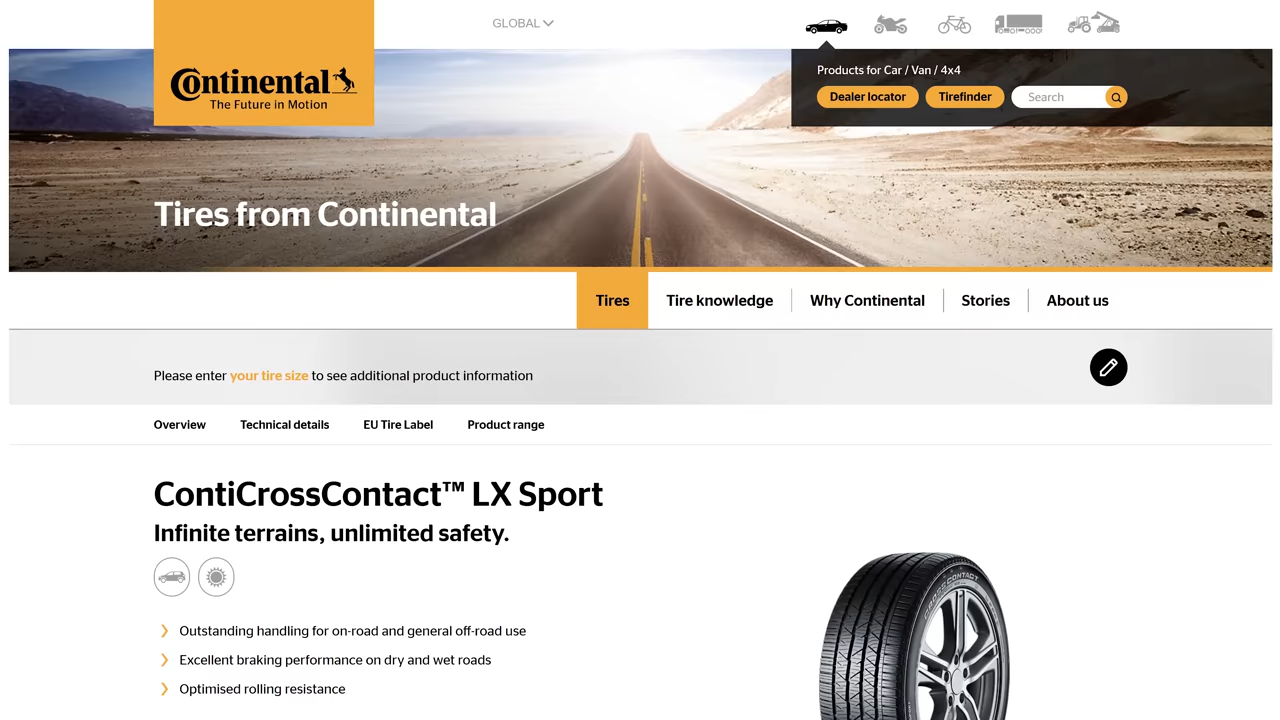 GLOBAL
Continental
The Future in Motion
Products for Car / Van / 4x4
Dealer locator
Tirefinder
Search
Tires from Continental
Tires
Tire knowledge
Why Continental
Stories
About us
Please enter your tire size to see additional product information
Overview
Technical details
EU Tire Label
Product range
ContiCrossContact™ LX Sport
Infinite terrains, unlimited safety.
Outstanding handling for on-road and general off-road use
Excellent braking performance on dry and wet roads
Optimised rolling resistance
CROSS CONTACT